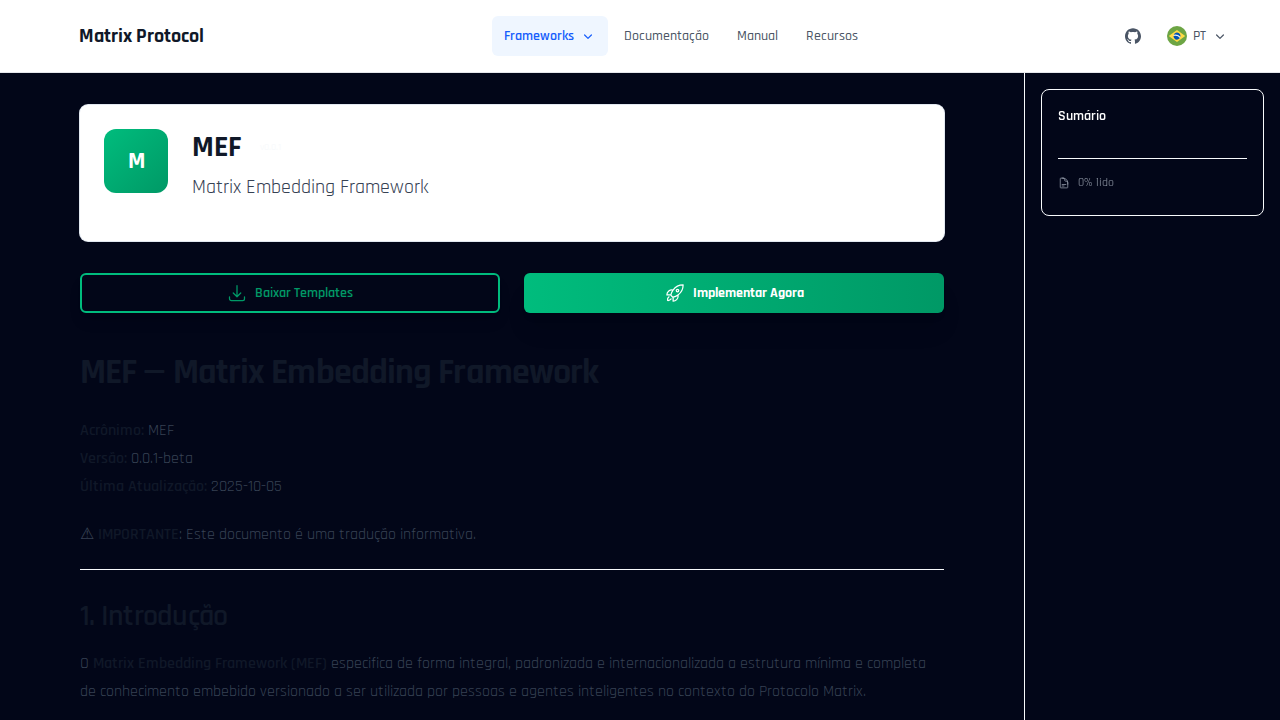 Matrix Protocol
Frameworks
Documentação
Manual
Recursos
PT
M
MEF
Matrix Embedding Framework
Baixar Templates
Implementar Agora
MEF — Matrix Embedding Framework
Acrônimo: MEF
Versão: 0.0.1-beta
Última Atualização: 2025-10-05
⚠ IMPORTANTE: Este documento é uma tradução informativa.
1. Introdução
O Matrix Embedding Framework (MEF) especifica de forma integral, padronizada e internacionalizada a estrutura mínima e completa
de conhecimento embebido versionado a ser utilizado por pessoas e agentes inteligentes no contexto do Protocolo Matrix.
Sumário
0% lido